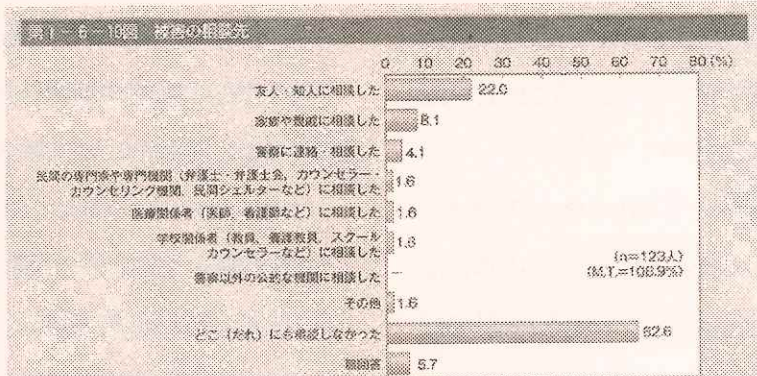 第1－6－10図 被害の相談先
0 10 20 30 40 50 60 70 80(%)
友人・知人に相談した 22.0
家族や親戚に相談した 8.1
警察に連絡・相談した 4.1
民間の専門家や専門機関（弁護士・弁護士会，カウンセラー・
カウンセリング機関，民間シェルターなど）に相談した 1.6
医療関係者（医師，看護師など）に相談した 1.6
学校関係者（教員，養護教員，スクール
カウンセラーなど）に相談した 1.6
警察以外の公的な機関に相談した －
その他 1.6
どこ（だれ）にも相談しなかった 62.6
無回答 5.7
(n=123人)
(M.T.=108.9%)